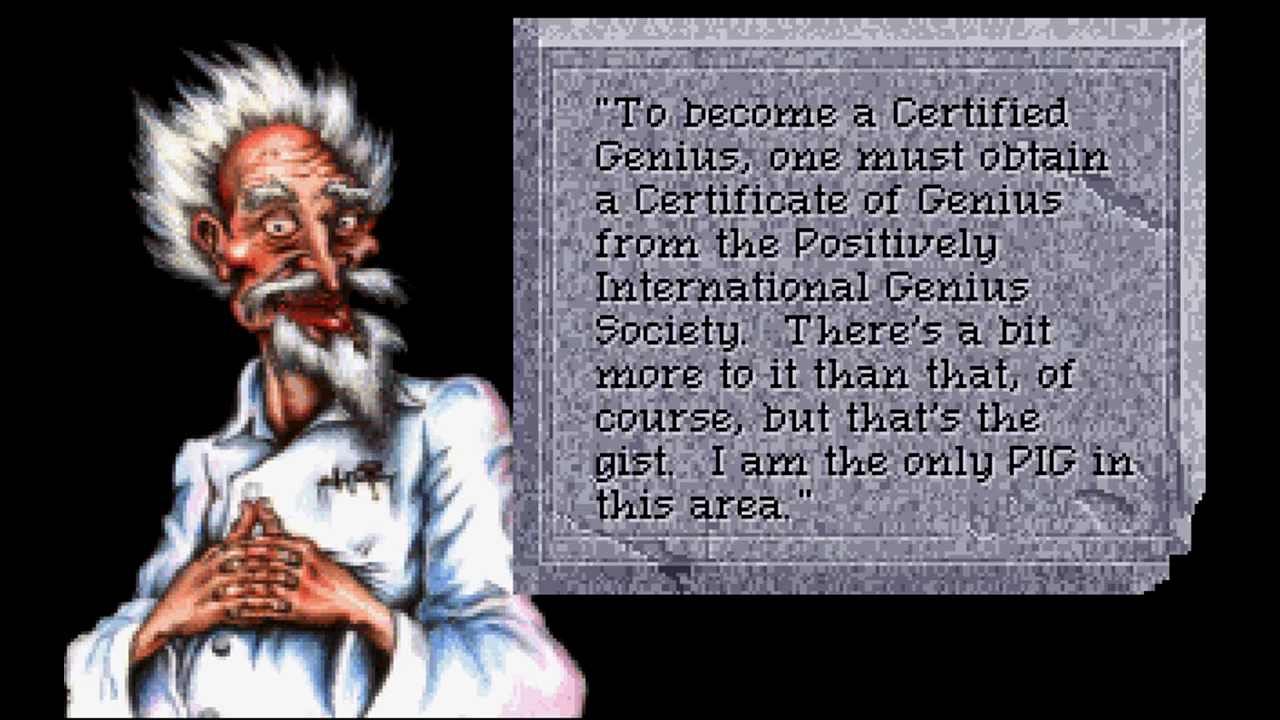 "To become a Certified
Genius, one must obtain
a Certificate of Genius
from the Positively
International Genius
Society.  There's a bit
more to it than that, of
course, but that's the
gist.  I am the only PIG in
this area."